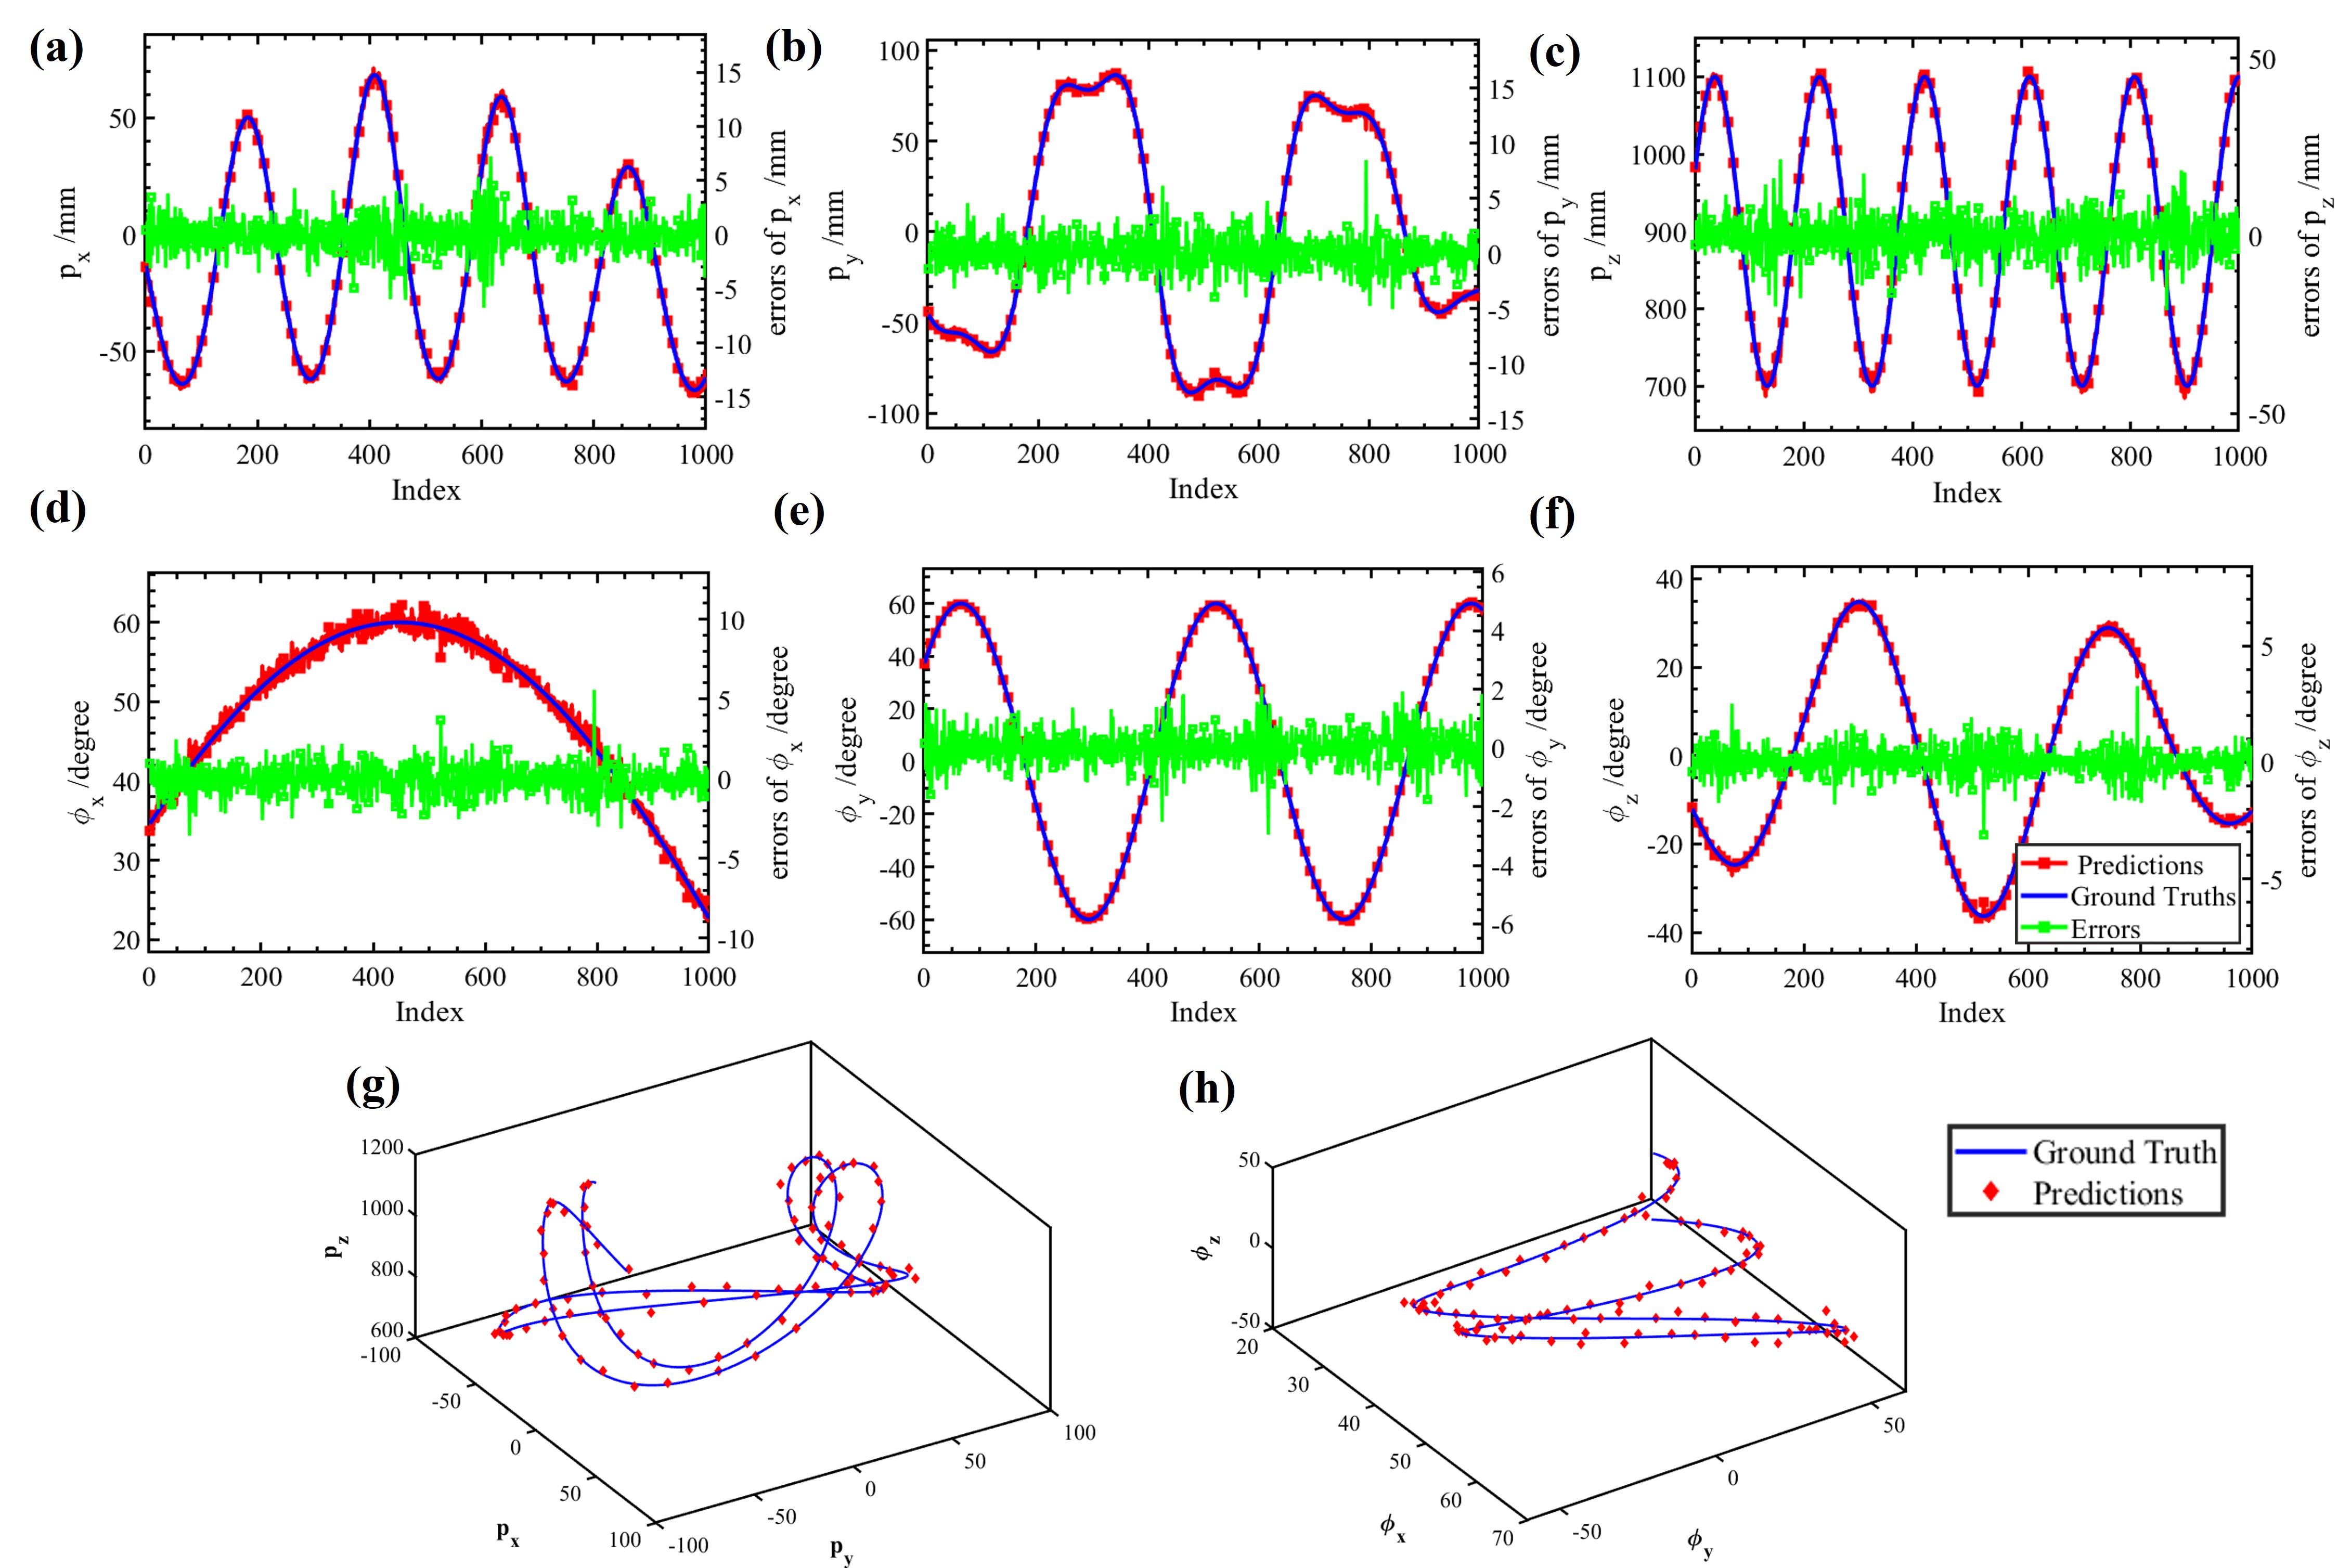 (a)
50
0
-50
15
10
5
0
-5
-10
-15
0 200 400 600 800 1000
Index
p x /mm
errors of p x /mm
(b)
100
50
0
-50
-100
15
10
5
0
-5
-10
-15
0 200 400 600 800 1000
Index
p y /mm
errors of p y /mm
(c)
1100
1000
900
800
700
50
0
-50
0 200 400 600 800 1000
Index
p z /mm
errors of p z /mm
(d)
60
50
40
30
20
10
5
0
-5
-10
0 200 400 600 800 1000
Index
ϕ x /degree
errors of ϕ x /degree
(e)
60
40
20
0
-20
-40
-60
6
4
2
0
-2
-4
-6
0 200 400 600 800 1000
Index
ϕ y /degree
errors of ϕ y /degree
(f)
40
20
0
-20
-40
5
0
-5
0 200 400 600 800 1000
Index
ϕ z /degree
errors of ϕ z /degree
Predictions
Ground Truths
Errors
(g)
1200
1000
800
600
-100
-50
0
50
100
-100
-50
0
50
100
p z
p x
p y
(h)
50
0
-50
20
30
40
50
60
70
-50
0
50
ϕ z
ϕ x
ϕ y
Ground Truth
Predictions